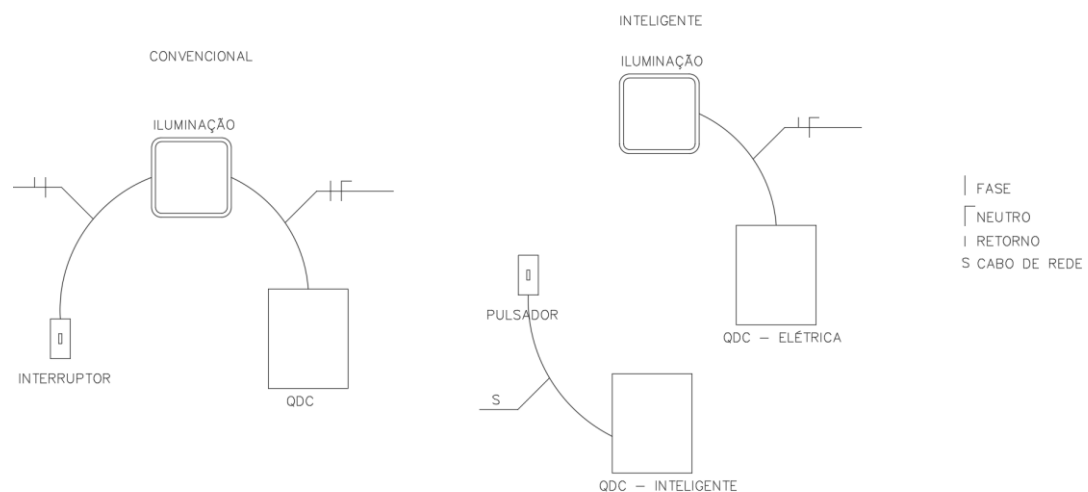 CONVENCIONAL
ILUMINAÇÃO
INTERRUPTOR
QDC
INTELIGENTE
ILUMINAÇÃO
PULSADOR
QDC – ELÉTRICA
S
QDC – INTELIGENTE
FASE
NEUTRO
RETORNO
S CABO DE REDE